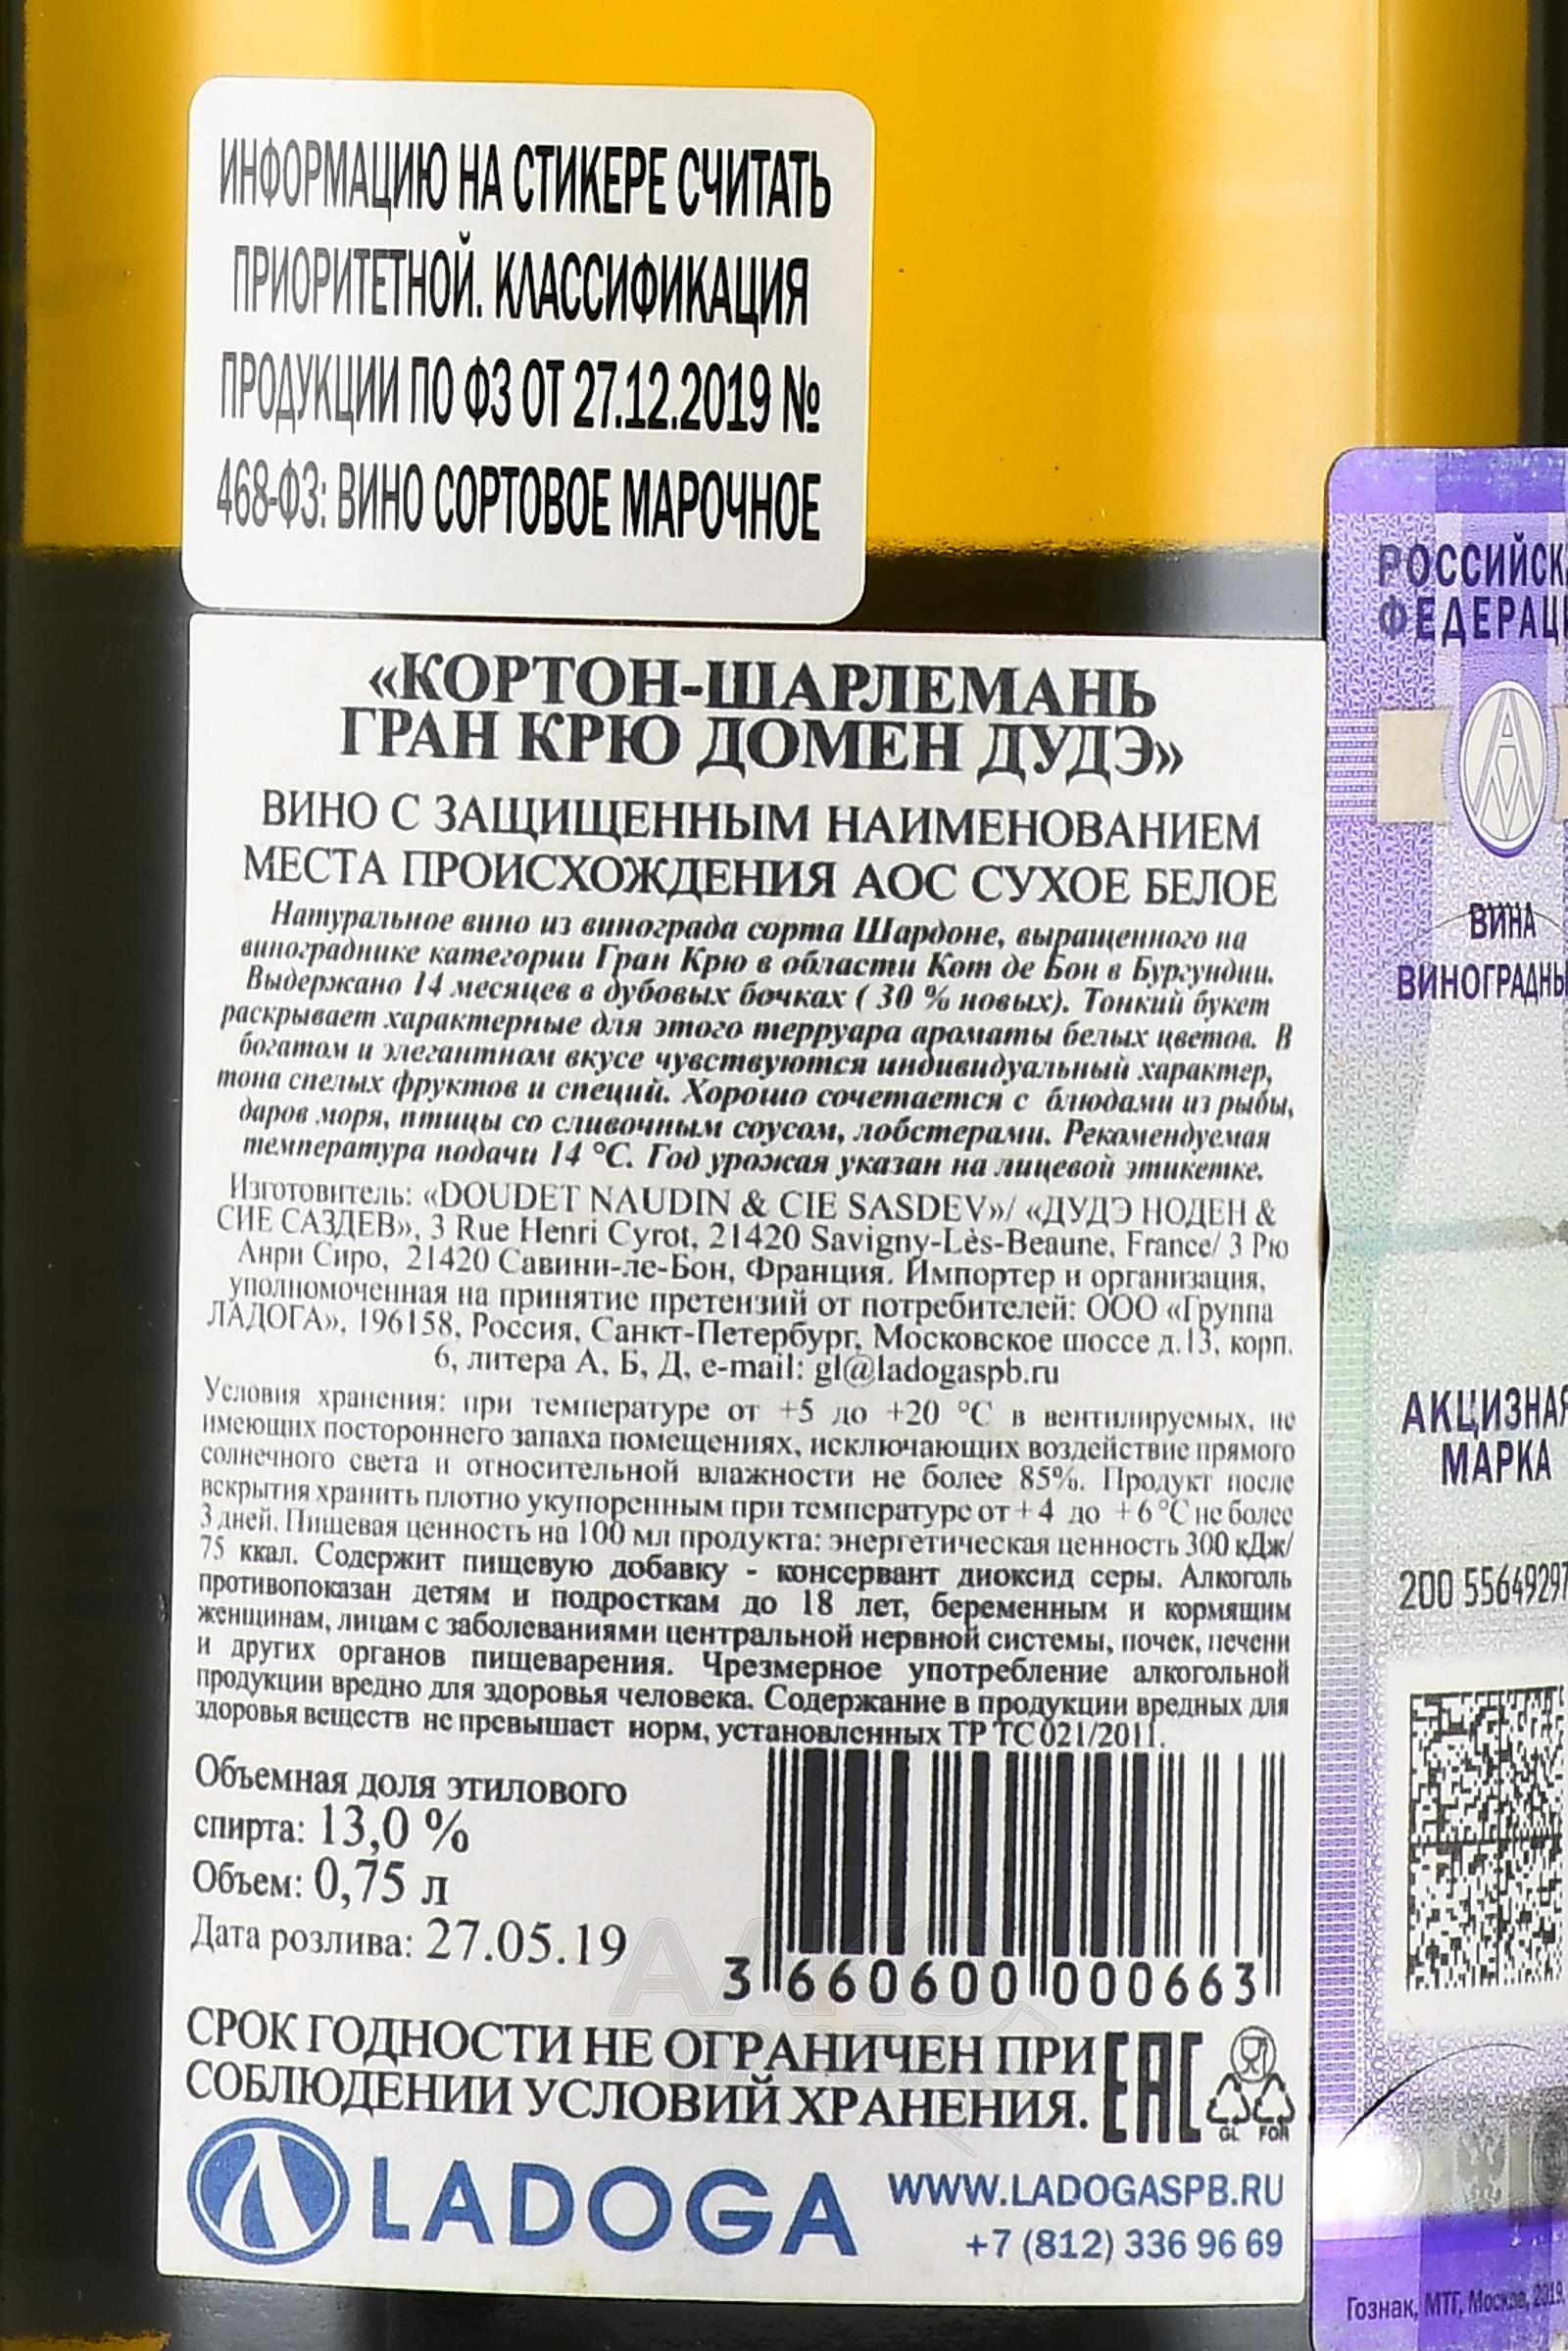 ИНФОРМАЦИЮ НА СТИКЕРЕ СЧИТАТЬ
ПРИОРИТЕТНОЙ. КЛАССИФИКАЦИЯ
ПРОДУКЦИИ ПО ФЗ ОТ 27.12.2019 №
468-ФЗ: ВИНО СОРТОВОЕ МАРОЧНОЕ
«КОРТОН-ШАРЛЕМАНЬ
ГРАН КРЮ ДОМЕН ДУДЭ»
ВИНО С ЗАЩИЩЕННЫМ НАИМЕНОВАНИЕМ
МЕСТА ПРОИСХОЖДЕНИЯ АОС СУХОЕ БЕЛОЕ
Натуральное вино из винограда сорта Шардоне, выращенного на
винограднике категории Гран Крю в области Кот де Бон в Бургундии.
Выдержано 14 месяцев в дубовых бочках ( 30 % новых). Тонкий букет
раскрывает характерные для этого терруара ароматы белых цветов. В
богатом и элегантном вкусе чувствуются индивидуальный характер,
тона спелых фруктов и специй. Хорошо сочетается с блюдами из рыбы,
даров моря, птицы со сливочным соусом, лобстерами. Рекомендуемая
температура подачи 14 °С. Год урожая указан на лицевой этикетке.
Изготовитель: «DOUDET NAUDIN & CIE SASDEV»/ «ДУДЭ НОДЕН &
СИЕ САЗДЕВ», 3 Rue Henri Cyrot, 21420 Savigny-Lès-Beaune, France/ 3 Рю
Анри Сиро, 21420 Савини-ле-Бон, Франция. Импортер и организация,
уполномоченная на принятие претензий от потребителей: ООО «Группа
ЛАДОГА», 196158, Россия, Санкт-Петербург, Московское шоссе д.13, корп.
6, литера А, Б, Д, e-mail: gl@ladogaspb.ru
Условия хранения: при температуре от +5 до +20 °С в вентилируемых, не
имеющих постороннего запаха помещениях, исключающих воздействие прямого
солнечного света и относительной влажности не более 85%. Продукт после
вскрытия хранить плотно укупоренным при температуре от + 4 до + 6 °С не более
3 дней. Пищевая ценность на 100 мл продукта: энергетическая ценность 300 кДж/
75 ккал. Содержит пищевую добавку - консервант диоксид серы. Алкоголь
противопоказан детям и подросткам до 18 лет, беременным и кормящим
женщинам, лицам с заболеваниями центральной нервной системы, почек, печени
и других органов пищеварения. Чрезмерное употребление алкогольной
продукции вредно для здоровья человека. Содержание в продукции вредных для
здоровья веществ не превышает норм, установленных ТР ТС 021/2011.
Объемная доля этилового
спирта: 13,0 %
Объем: 0,75 л
Дата розлива: 27.05.19
3 660600 000663
СРОК ГОДНОСТИ НЕ ОГРАНИЧЕН ПРИ
СОБЛЮДЕНИИ УСЛОВИЙ ХРАНЕНИЯ.
EAC
GL FOR
LADOGA
WWW.LADOGASPB.RU
+7 (812) 336 96 69
РОССИЙСК
ФЕДЕРАЦ
ВИНА
ВИНОГРАДНЫ
АКЦИЗНАЯ
МАРКА
200 55649297
Гознак, МТГ, Москва, 2019,